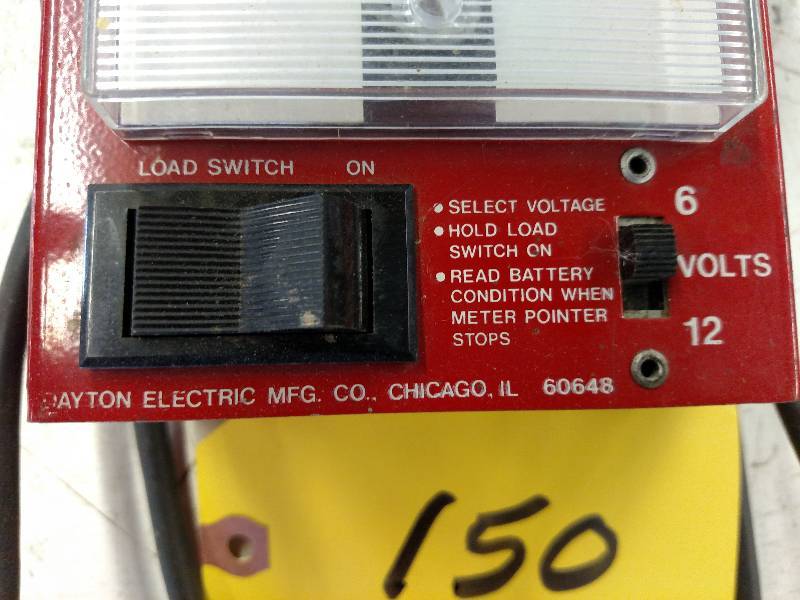 LOAD SWITCH ON
• SELECT VOLTAGE
• HOLD LOAD
SWITCH ON
• READ BATTERY
CONDITION WHEN
METER POINTER
STOPS
6
VOLTS
12
DAYTON ELECTRIC MFG. CO., CHICAGO, IL 60648
150